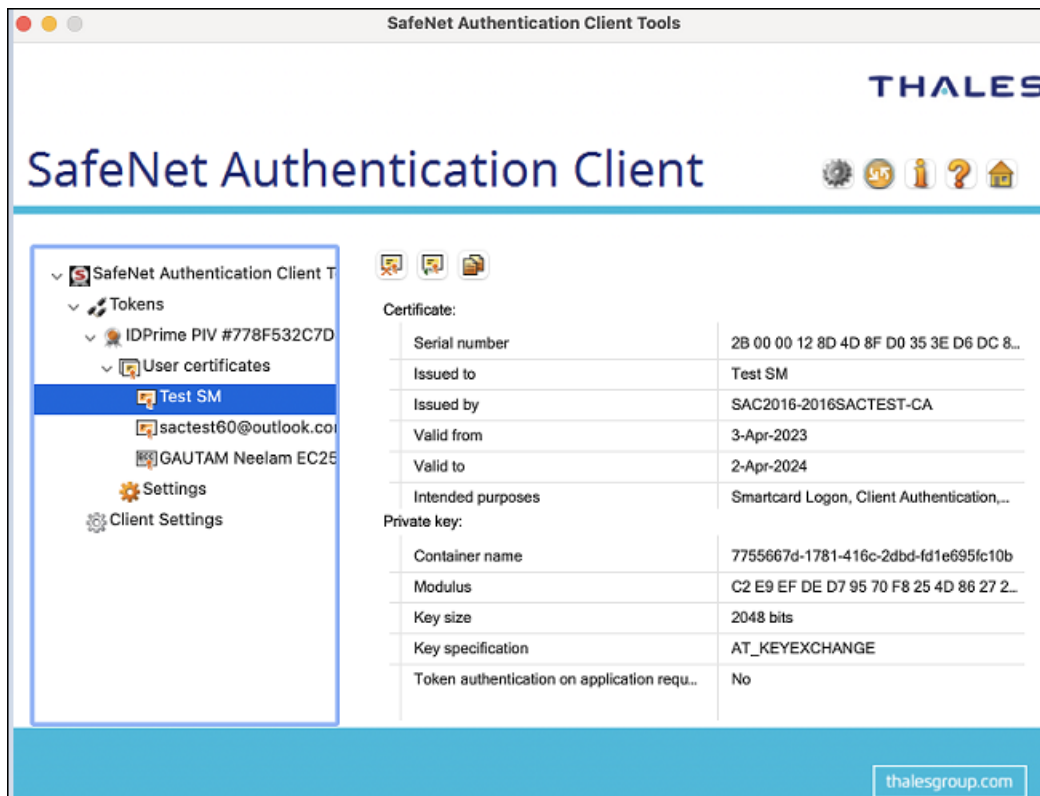 SafeNet Authentication Client Tools
THALES
SafeNet Authentication Client
SafeNet Authentication Client T
Tokens
IDPrime PIV #778F532C7D
User certificates
Test SM
sactest60@outlook.co
GAUTAM Neelam EC25
Settings
Client Settings
Certificate:
Serial number 2B 00 00 12 8D 4D 8F D0 35 3E D6 DC 8...
Issued to Test SM
Issued by SAC2016-2016SACTEST-CA
Valid from 3-Apr-2023
Valid to 2-Apr-2024
Intended purposes Smartcard Logon, Client Authentication,...
Private key:
Container name 7755667d-1781-416c-2dbd-fd1e695fc10b
Modulus C2 E9 EF DE D7 95 70 F8 25 4D 86 27 2...
Key size 2048 bits
Key specification AT_KEYEXCHANGE
Token authentication on application requ... No
thalesgroup.com